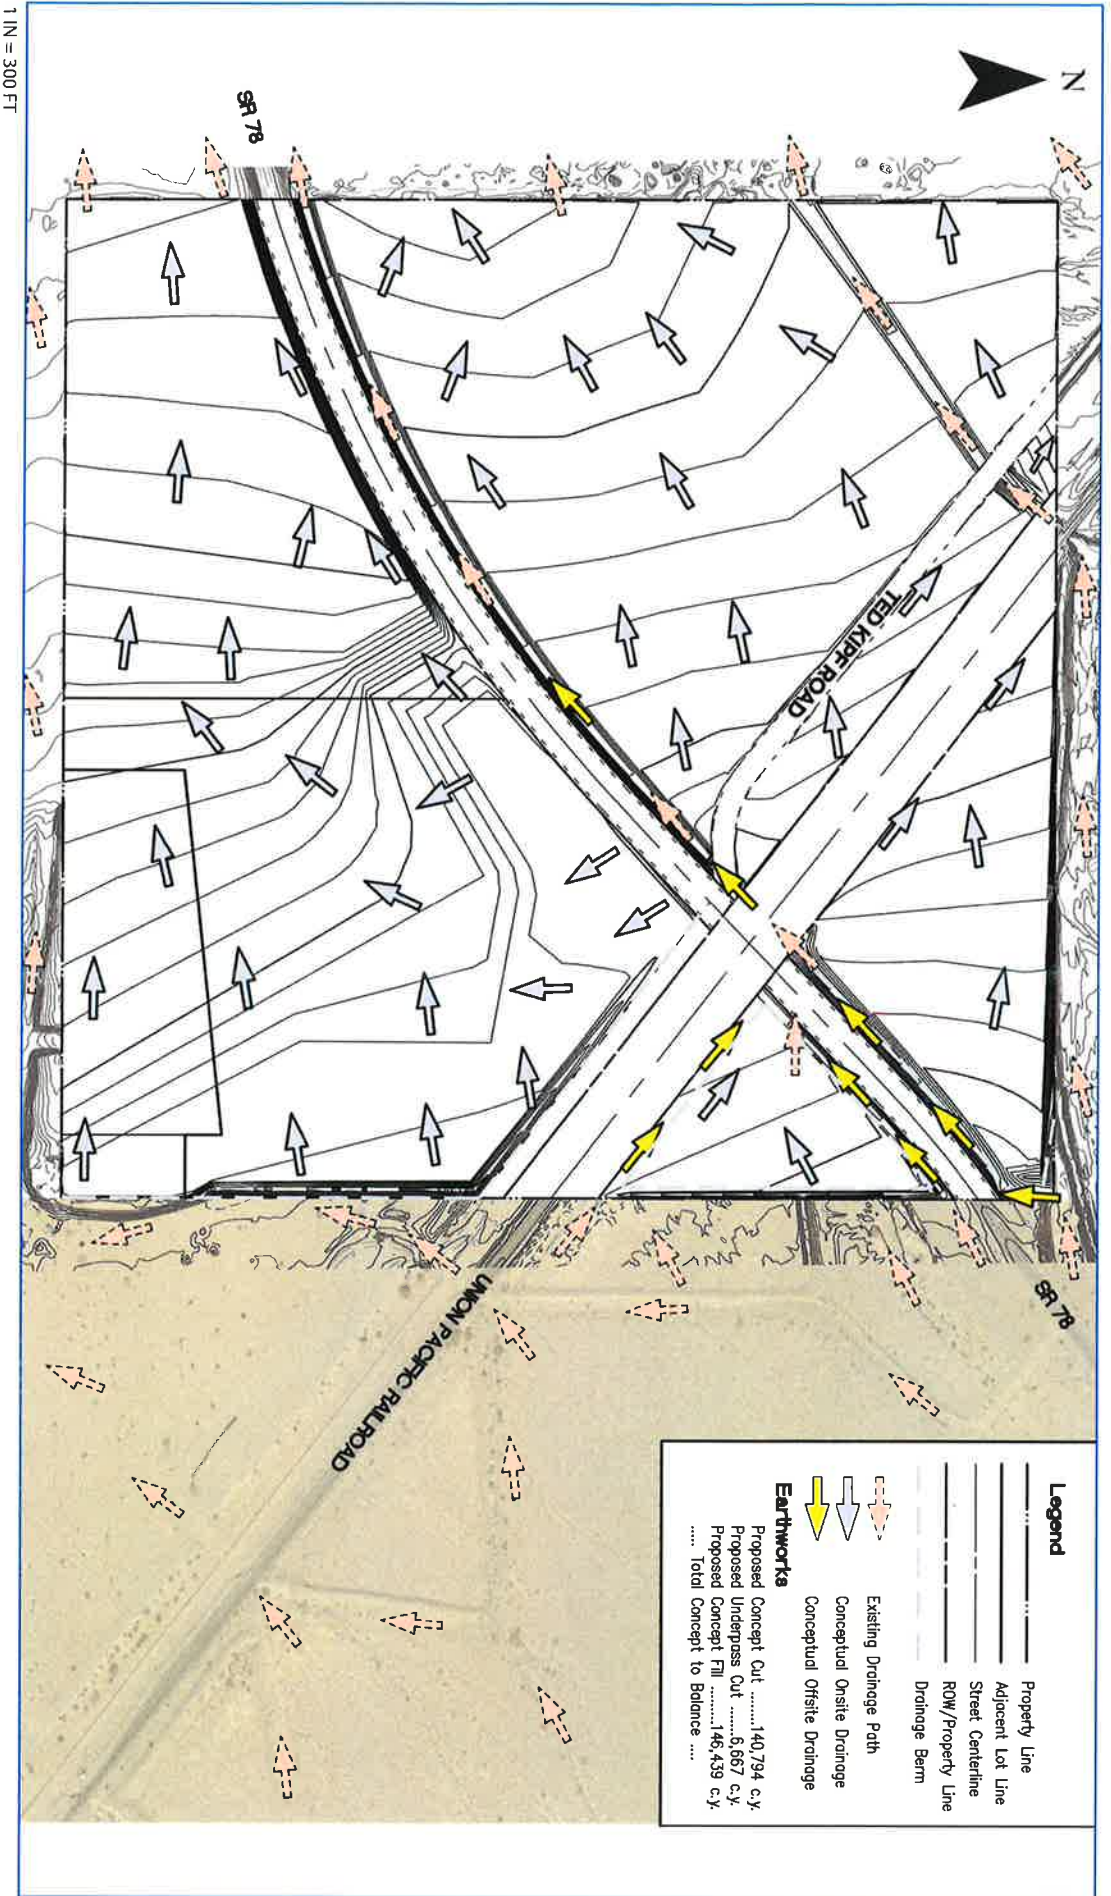 N
SR 78
TED KIPF ROAD
SR 78
UNION PACIFIC RAILROAD
Legend
Property Line
Adjacent Lot Line
Street Centerline
ROW/Property Line
Drainage Berm
Existing Drainage Path
Conceptual Onsite Drainage
Conceptual Offsite Drainage
Earthworks
Proposed Concept Cut .........140,794 c.y.
Proposed Underpass Cut ........6,667 c.y.
Proposed Concept Fill .........146,439 c.y.
..... Total Concept to Balance ....
1 IN = 300 FT